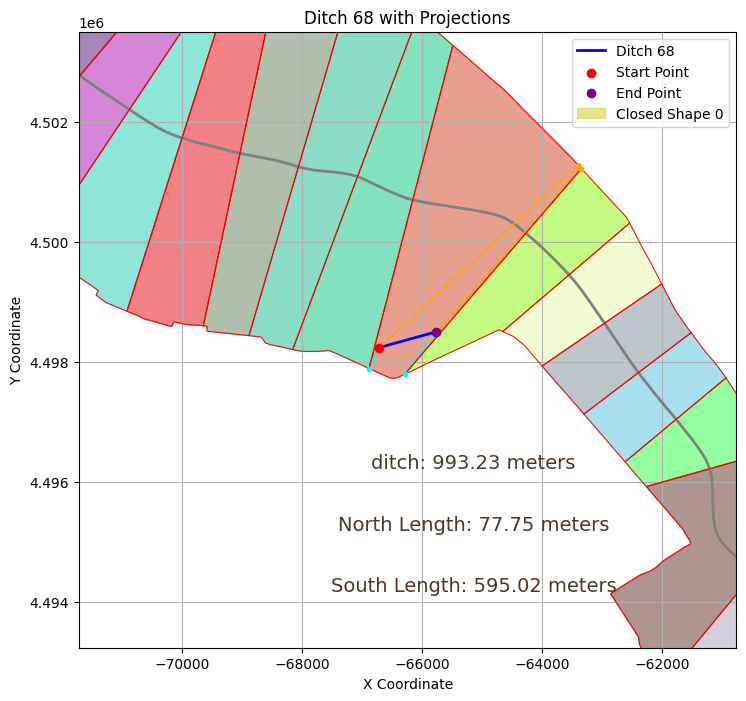 Ditch 68 with Projections
1e6
Ditch 68
Start Point
End Point
Closed Shape 0
4.502
4.500
4.498
4.496
4.494
Y Coordinate
ditch: 993.23 meters
North Length: 77.75 meters
South Length: 595.02 meters
−70000 −68000 −66000 −64000 −62000
X Coordinate